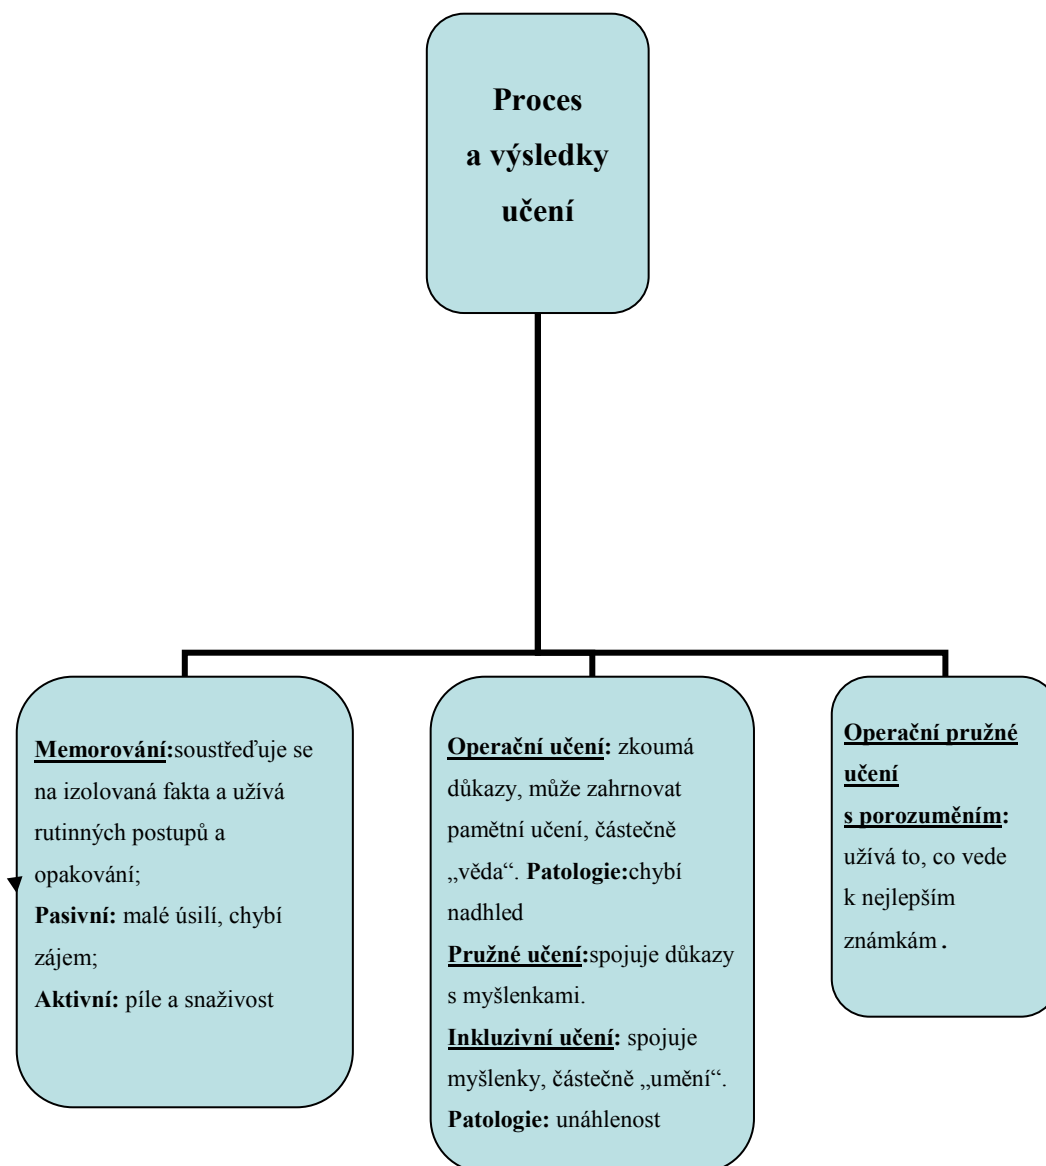 Proces
a výsledky
učení
Memorování:soustřeďuje se
na izolovaná fakta a užívá
rutinných postupů a
opakování;
Pasivní: malé úsilí, chybí
zájem;
Aktivní: píle a snaživost
Operační učení: zkoumá
důkazy, může zahrnovat
pamětní učení, částečně
„věda“. Patologie:chybí
nadhled
Pružné učení:spojuje důkazy
s myšlenkami.
Inkluzivní učení: spojuje
myšlenky, částečně „umění“.
Patologie: unáhlenost
Operační pružné
učení
s porozuměním:
užívá to, co vede
k nejlepším
známkám.